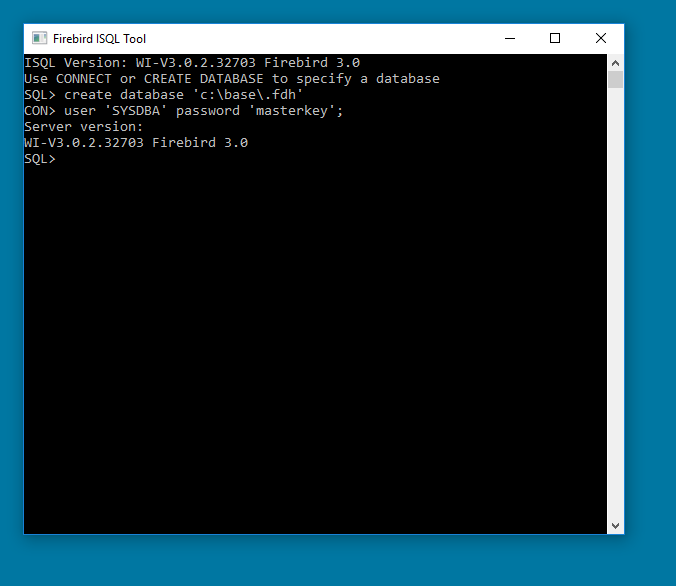 Firebird ISQL Tool
ISQL Version: WI-V3.0.2.32703 Firebird 3.0
Use CONNECT or CREATE DATABASE to specify a database
SQL> create database 'c:\base\.fdh'
CON> user 'SYSDBA' password 'masterkey';
Server version:
WI-V3.0.2.32703 Firebird 3.0
SQL>